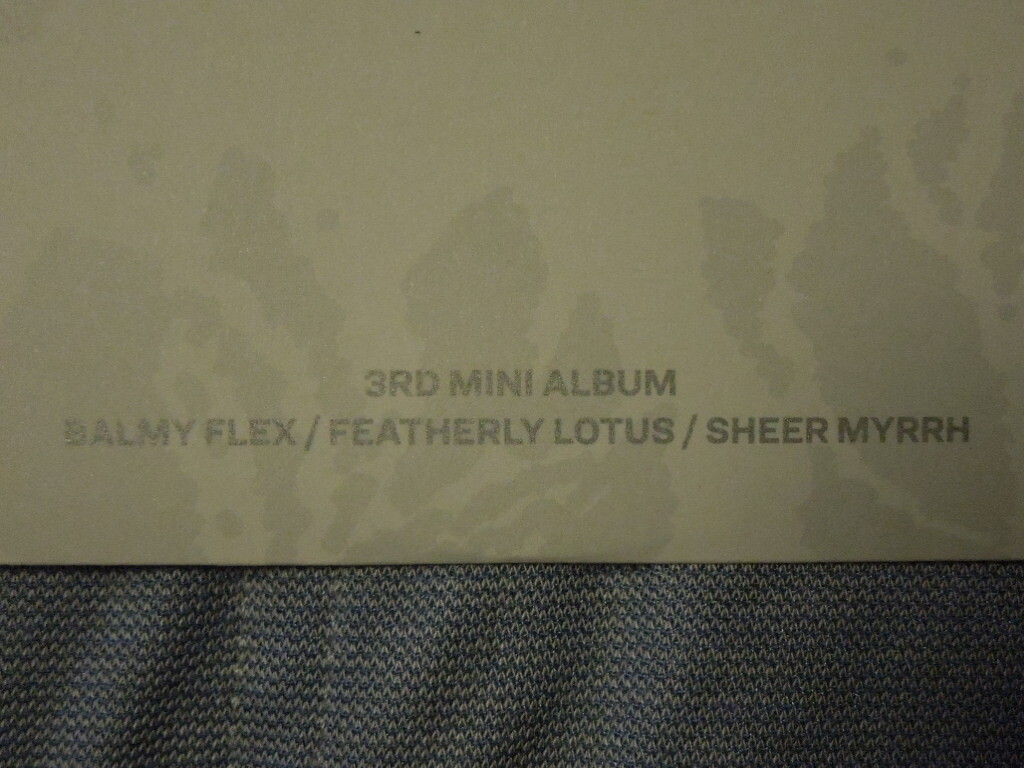 3RD MINI ALBUM
BALMY FLEX / FEATHERLY LOTUS / SHEER MYRRH